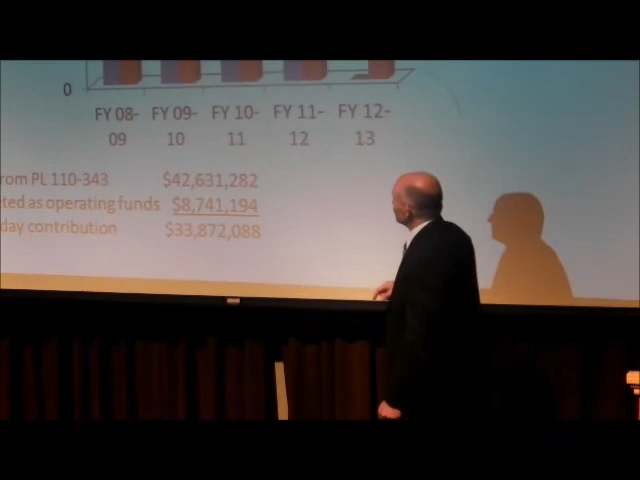 0
FY 08- FY 09- FY 10- FY 11- FY 12-
09 10 11 12 13
rom PL 110-343 $42,631,282
ted as operating funds $8,741,194
day contribution $33,872,088